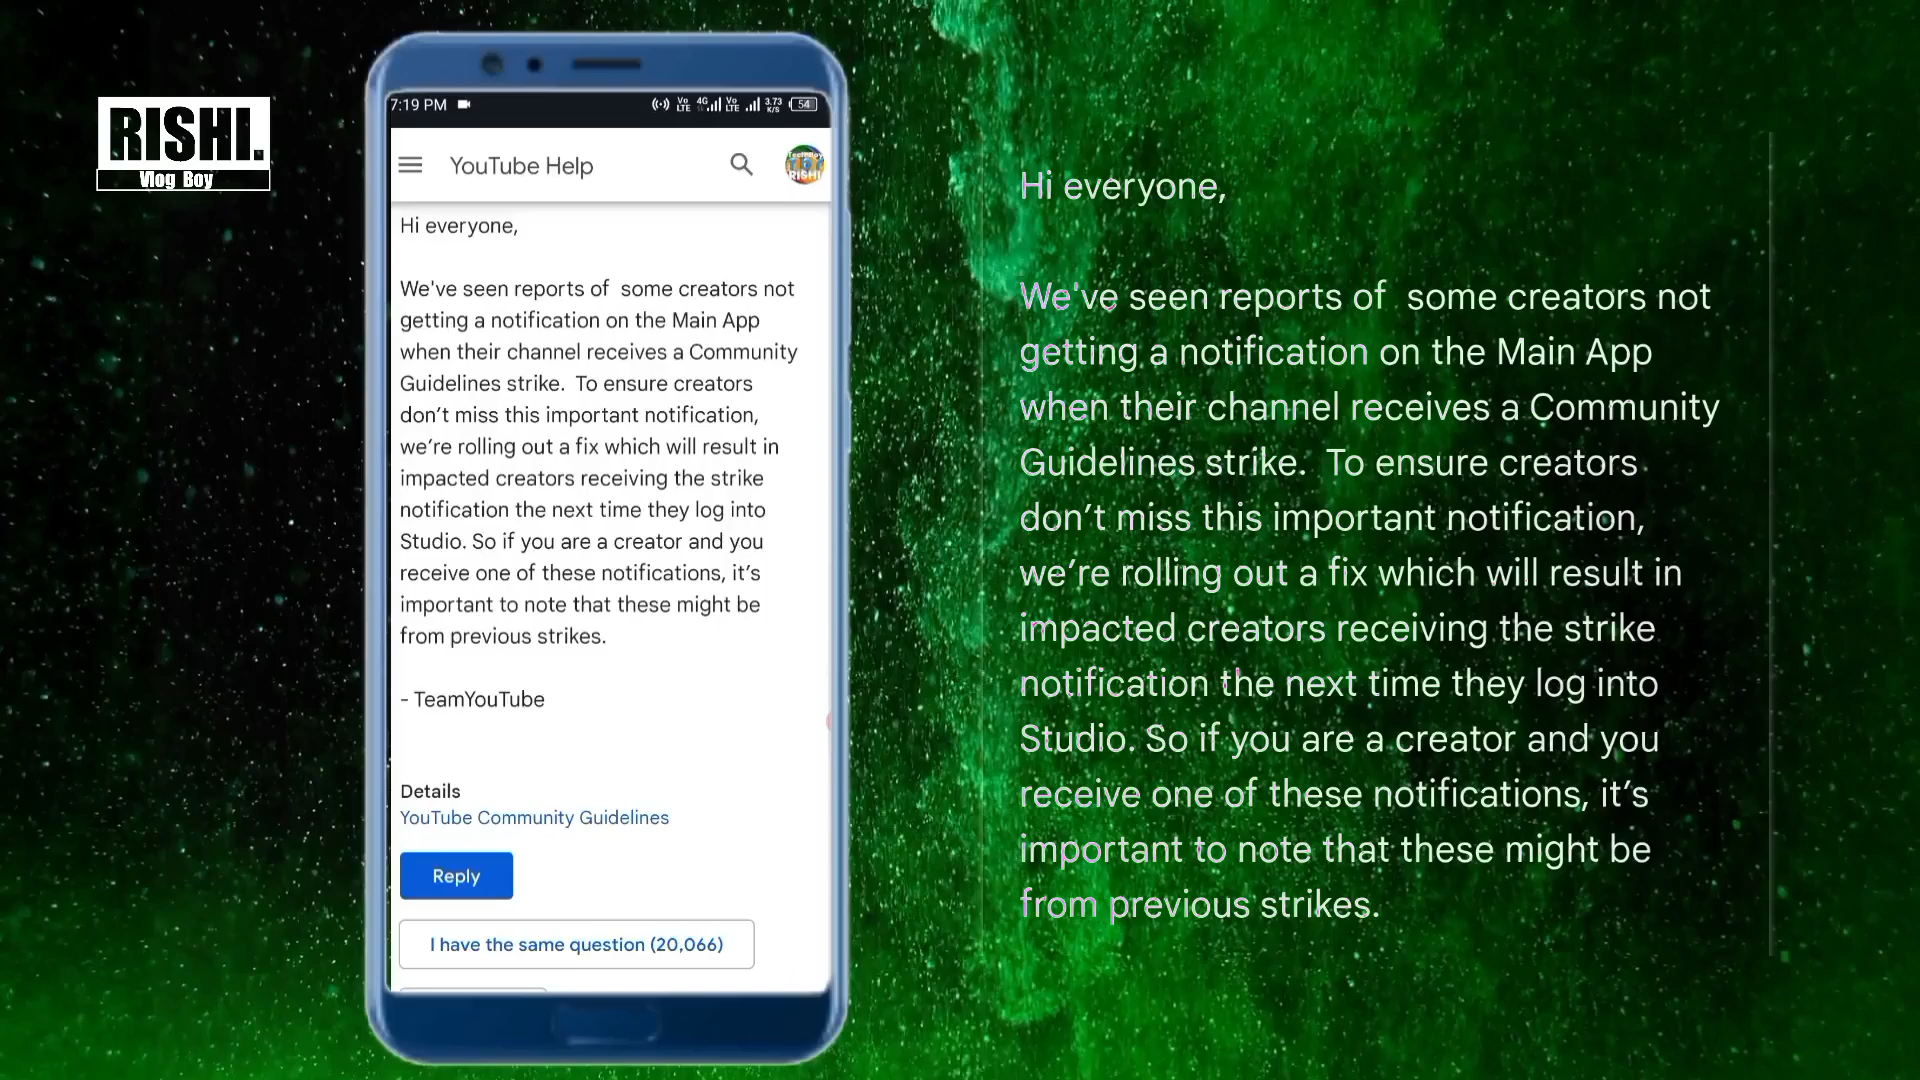 RISHI.
Vlog Boy
7:19 PM
Vo LTE 4G Vo LTE 3.73 K/S 54
YouTube Help
RISHI
Hi everyone,
We've seen reports of  some creators not
getting a notification on the Main App
when their channel receives a Community
Guidelines strike.  To ensure creators
don’t miss this important notification,
we’re rolling out a fix which will result in
impacted creators receiving the strike
notification the next time they log into
Studio. So if you are a creator and you
receive one of these notifications, it’s
important to note that these might be
from previous strikes.
- TeamYouTube
Details
YouTube Community Guidelines
Reply
I have the same question (20,066)
Hi everyone,
We've seen reports of  some creators not
getting a notification on the Main App
when their channel receives a Community
Guidelines strike.  To ensure creators
don’t miss this important notification,
we’re rolling out a fix which will result in
impacted creators receiving the strike
notification the next time they log into
Studio. So if you are a creator and you
receive one of these notifications, it’s
important to note that these might be
from previous strikes.